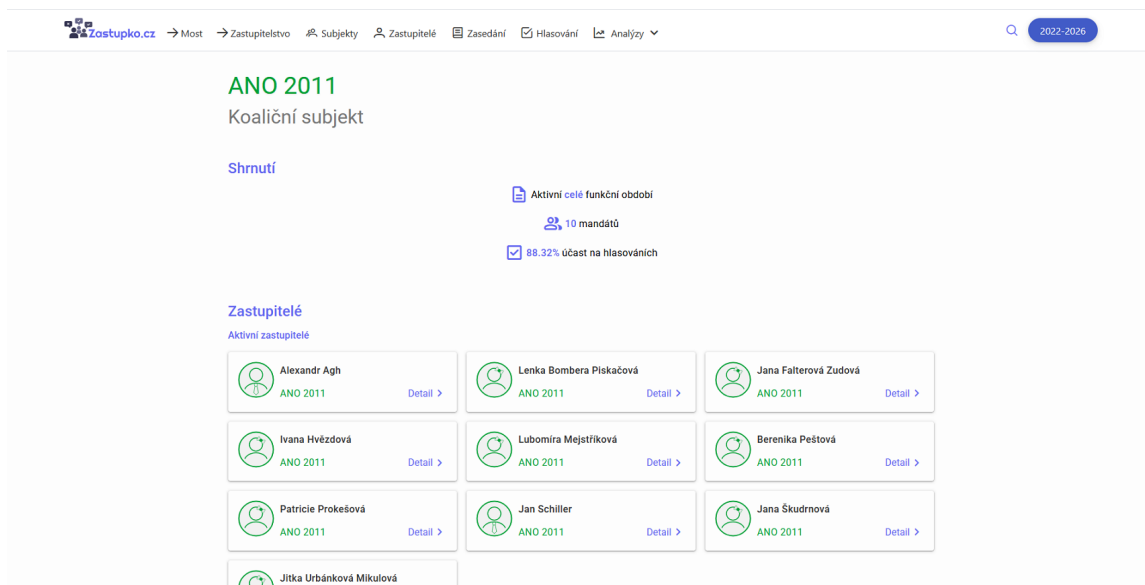 Zastupko.cz Most Zastupitelstvo Subjekty Zastupitelé Zasedání Hlasování Analýzy 2022-2026
ANO 2011
Koaliční subjekt
Shrnutí
Aktivní celé funkční období
10 mandátů
88.32% účast na hlasováních
Zastupitelé
Aktivní zastupitelé
Alexandr Agh
ANO 2011 Detail
Lenka Bombera Piskačová
ANO 2011 Detail
Jana Falterová Zudová
ANO 2011 Detail
Ivana Hvězdová
ANO 2011 Detail
Lubomíra Mejstříková
ANO 2011 Detail
Berenika Peštová
ANO 2011 Detail
Patricie Prokešová
ANO 2011 Detail
Jan Schiller
ANO 2011 Detail
Jana Škudrnová
ANO 2011 Detail
Jitka Urbánková Mikulová